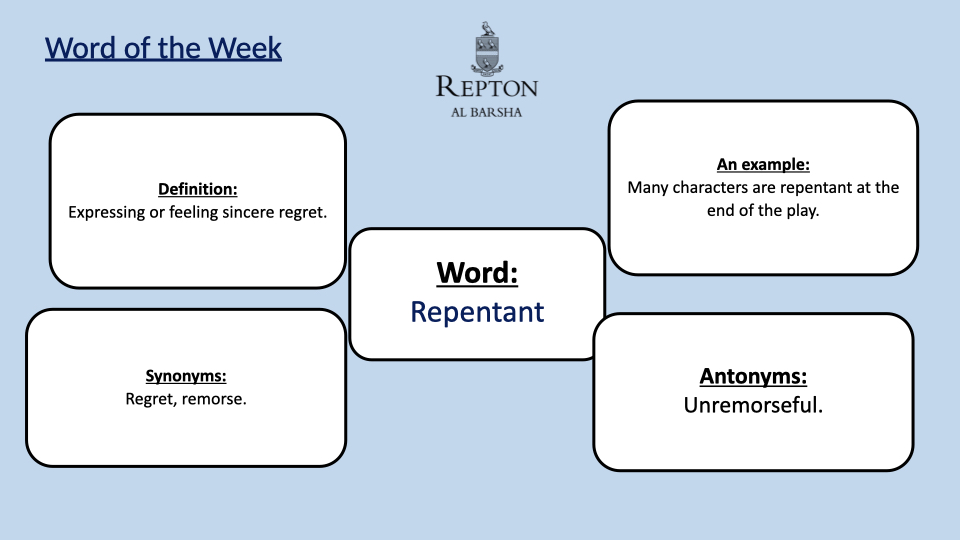 Word of the Week
REPTON
AL BARSHA
Definition:
Expressing or feeling sincere regret.
An example:
Many characters are repentant at the
end of the play.
Word:
Repentant
Synonyms:
Regret, remorse.
Antonyms:
Unremorseful.